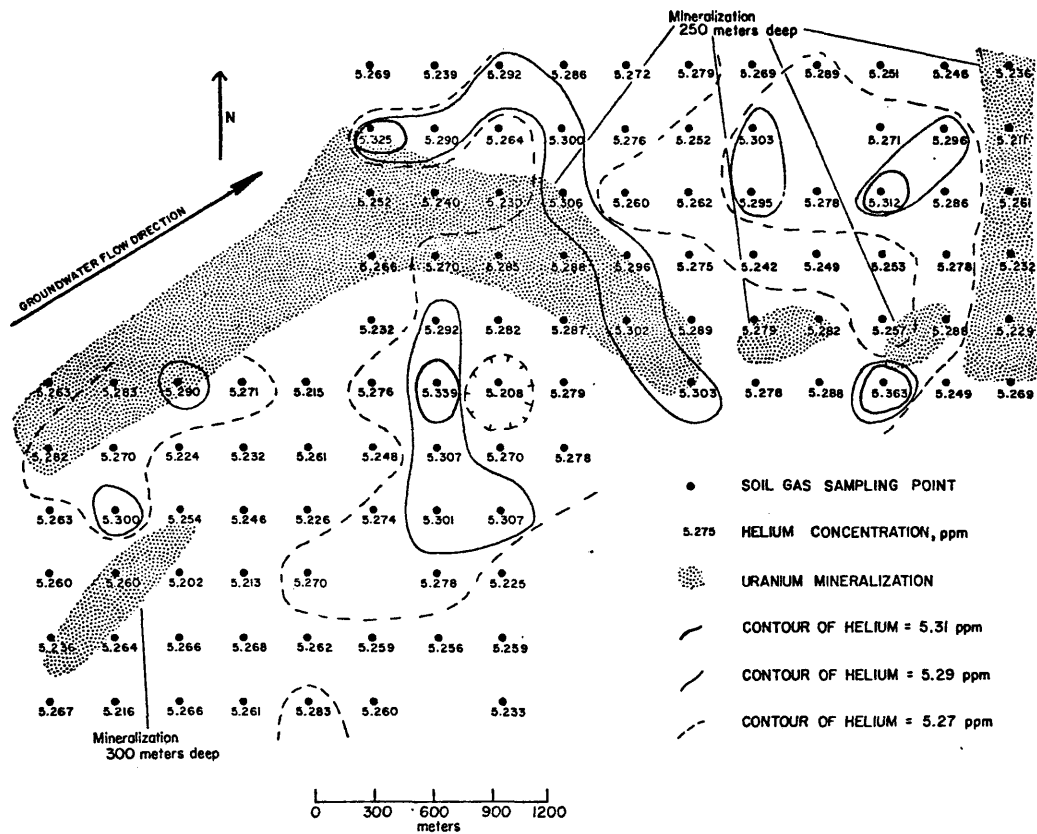 Mineralization
250 meters deep
5.269 5.239 5.292 5.286 5.272 5.279 5.269 5.289 5.251 5.246 5.236
N
5.325 5.290 5.264 5.300 5.276 5.252 5.303 5.271 5.296 5.211
5.252 5.240 5.230 5.306 5.260 5.262 5.295 5.278 5.312 5.286 5.261
GROUNDWATER FLOW DIRECTION
5.266 5.270 5.285 5.288 5.296 5.275 5.242 5.249 5.253 5.278 5.232
5.232 5.292 5.282 5.287 5.302 5.289 5.279 5.282 5.257 5.288 5.229
5.263 5.283 5.290 5.271 5.215 5.276 5.339 5.208 5.279 5.303 5.278 5.288 5.363 5.249 5.269
5.282 5.270 5.224 5.232 5.261 5.248 5.307 5.270 5.278
SOIL GAS SAMPLING POINT
5.263 5.300 5.254 5.246 5.226 5.274 5.301 5.307
5.275 HELIUM CONCENTRATION, ppm
5.260 5.260 5.202 5.213 5.270 5.278 5.225
URANIUM MINERALIZATION
CONTOUR OF HELIUM = 5.31 ppm
5.236 5.264 5.266 5.268 5.262 5.259 5.256 5.259
CONTOUR OF HELIUM = 5.29 ppm
5.267 5.216 5.266 5.261 5.283 5.260 5.233
CONTOUR OF HELIUM = 5.27 ppm
Mineralization
300 meters deep
0 300 600 900 1200
meters